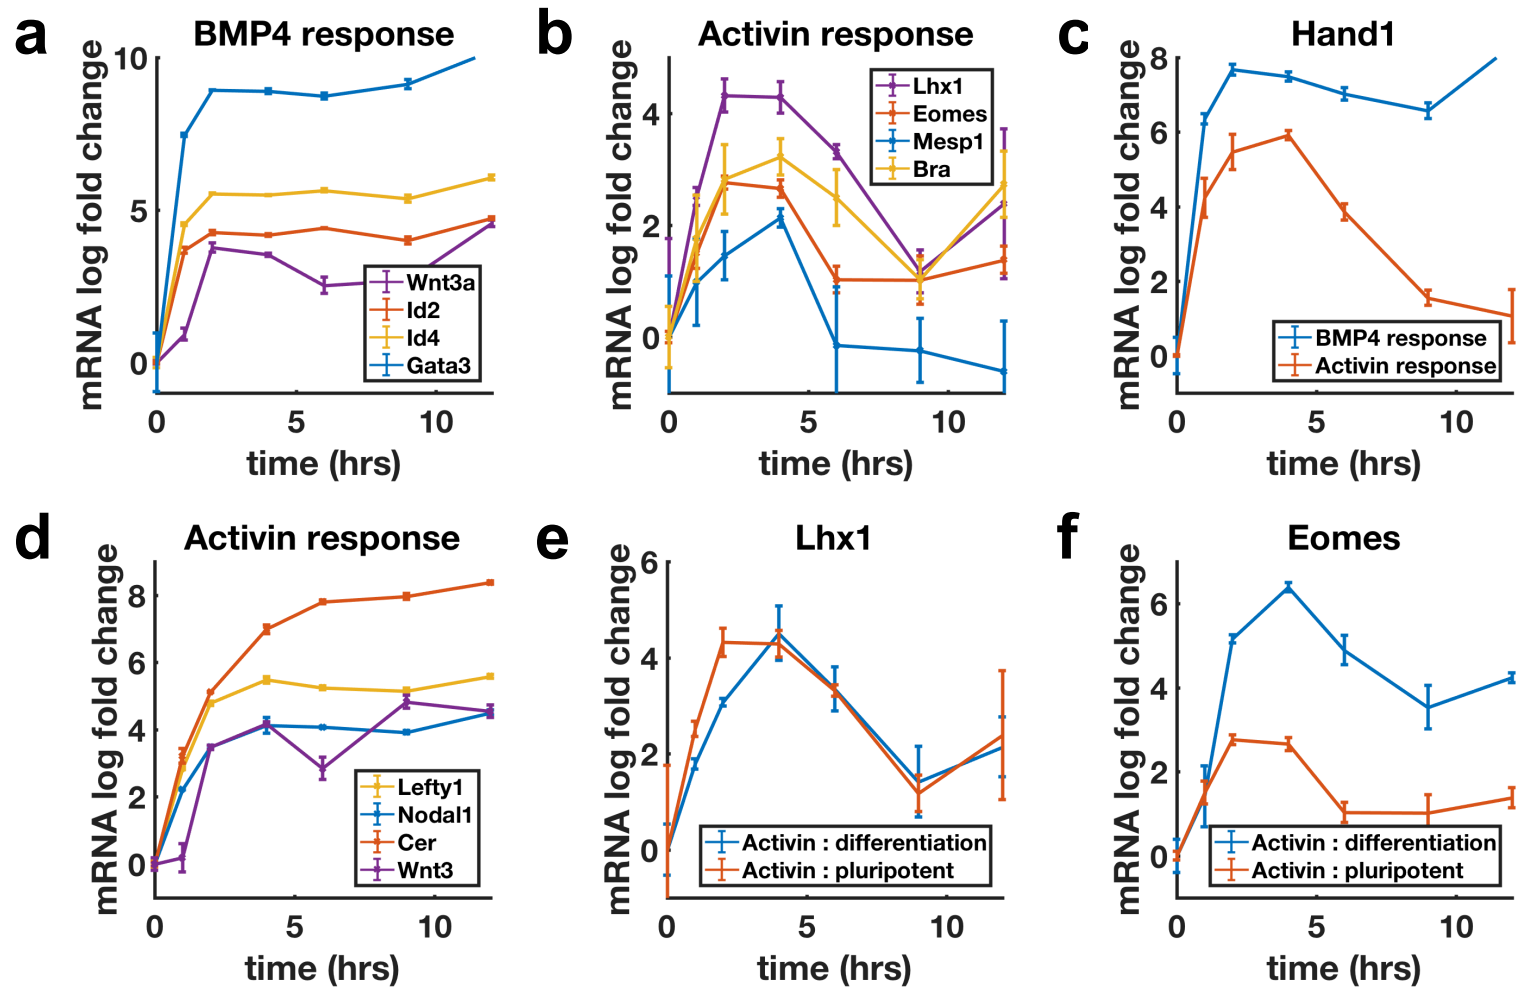 a
BMP4 response
mRNA log fold change
10
5
0
0
5
10
time (hrs)
Wnt3a
Id2
Id4
Gata3
b
Activin response
mRNA log fold change
4
2
0
0
5
10
time (hrs)
Lhx1
Eomes
Mesp1
Bra
c
Hand1
mRNA log fold change
8
6
4
2
0
0
5
10
time (hrs)
BMP4 response
Activin response
d
Activin response
mRNA log fold change
8
6
4
2
0
0
5
10
time (hrs)
Lefty1
Nodal1
Cer
Wnt3
e
Lhx1
mRNA log fold change
6
4
2
0
0
5
10
time (hrs)
Activin : differentiation
Activin : pluripotent
f
Eomes
mRNA log fold change
6
4
2
0
0
5
10
time (hrs)
Activin : differentiation
Activin : pluripotent